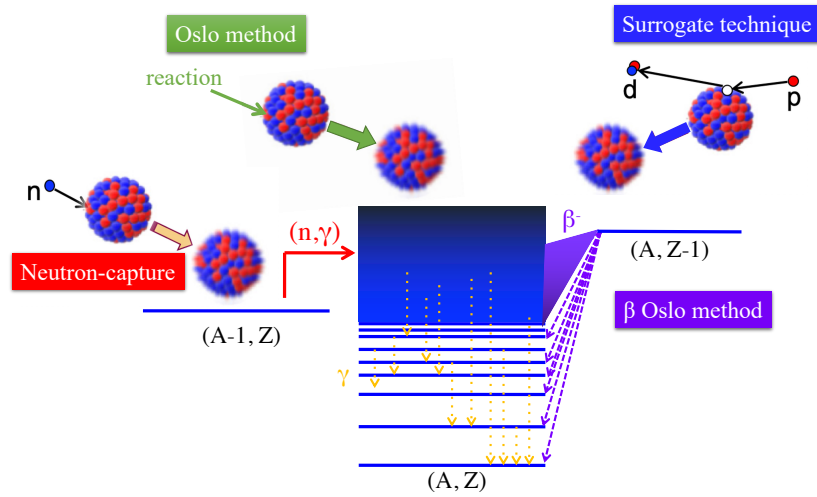 Oslo method
Surrogate technique
reaction
d
p
n
(n,γ)
β-
Neutron-capture
(A, Z-1)
(A-1, Z)
β Oslo method
γ
(A, Z)